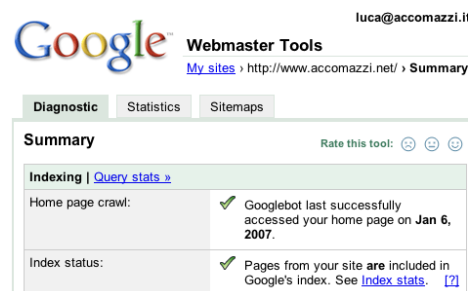 luca@accomazzi.it
Google
Webmaster Tools
My sites › http://www.accomazzi.net/ › Summary
Diagnostic Statistics Sitemaps
Summary Rate this tool:
Indexing | Query stats »
Home page crawl: Googlebot last successfully
accessed your home page on Jan 6,
2007.
Index status: Pages from your site are included in
Google's index. See Index stats. [?]